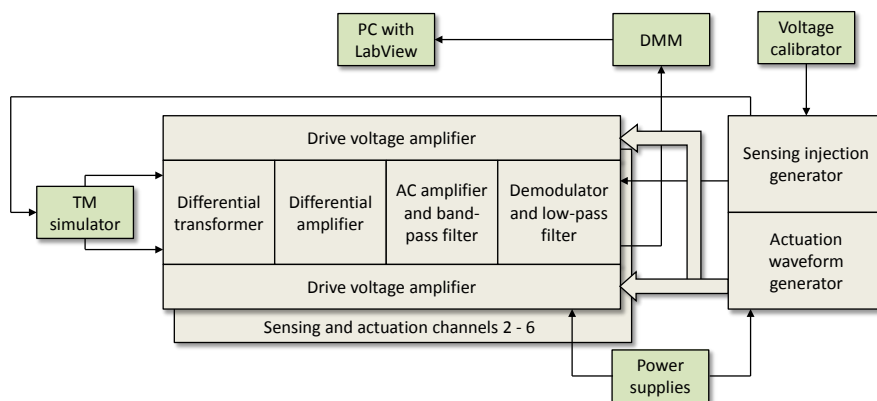 PC with
LabView
DMM
Voltage
calibrator
Drive voltage amplifier
Sensing injection
generator
TM
simulator
Differential
transformer
Differential
amplifier
AC amplifier
and band-
pass filter
Demodulator
and low-pass
filter
Actuation
waveform
generator
Drive voltage amplifier
Sensing and actuation channels 2 - 6
Power
supplies